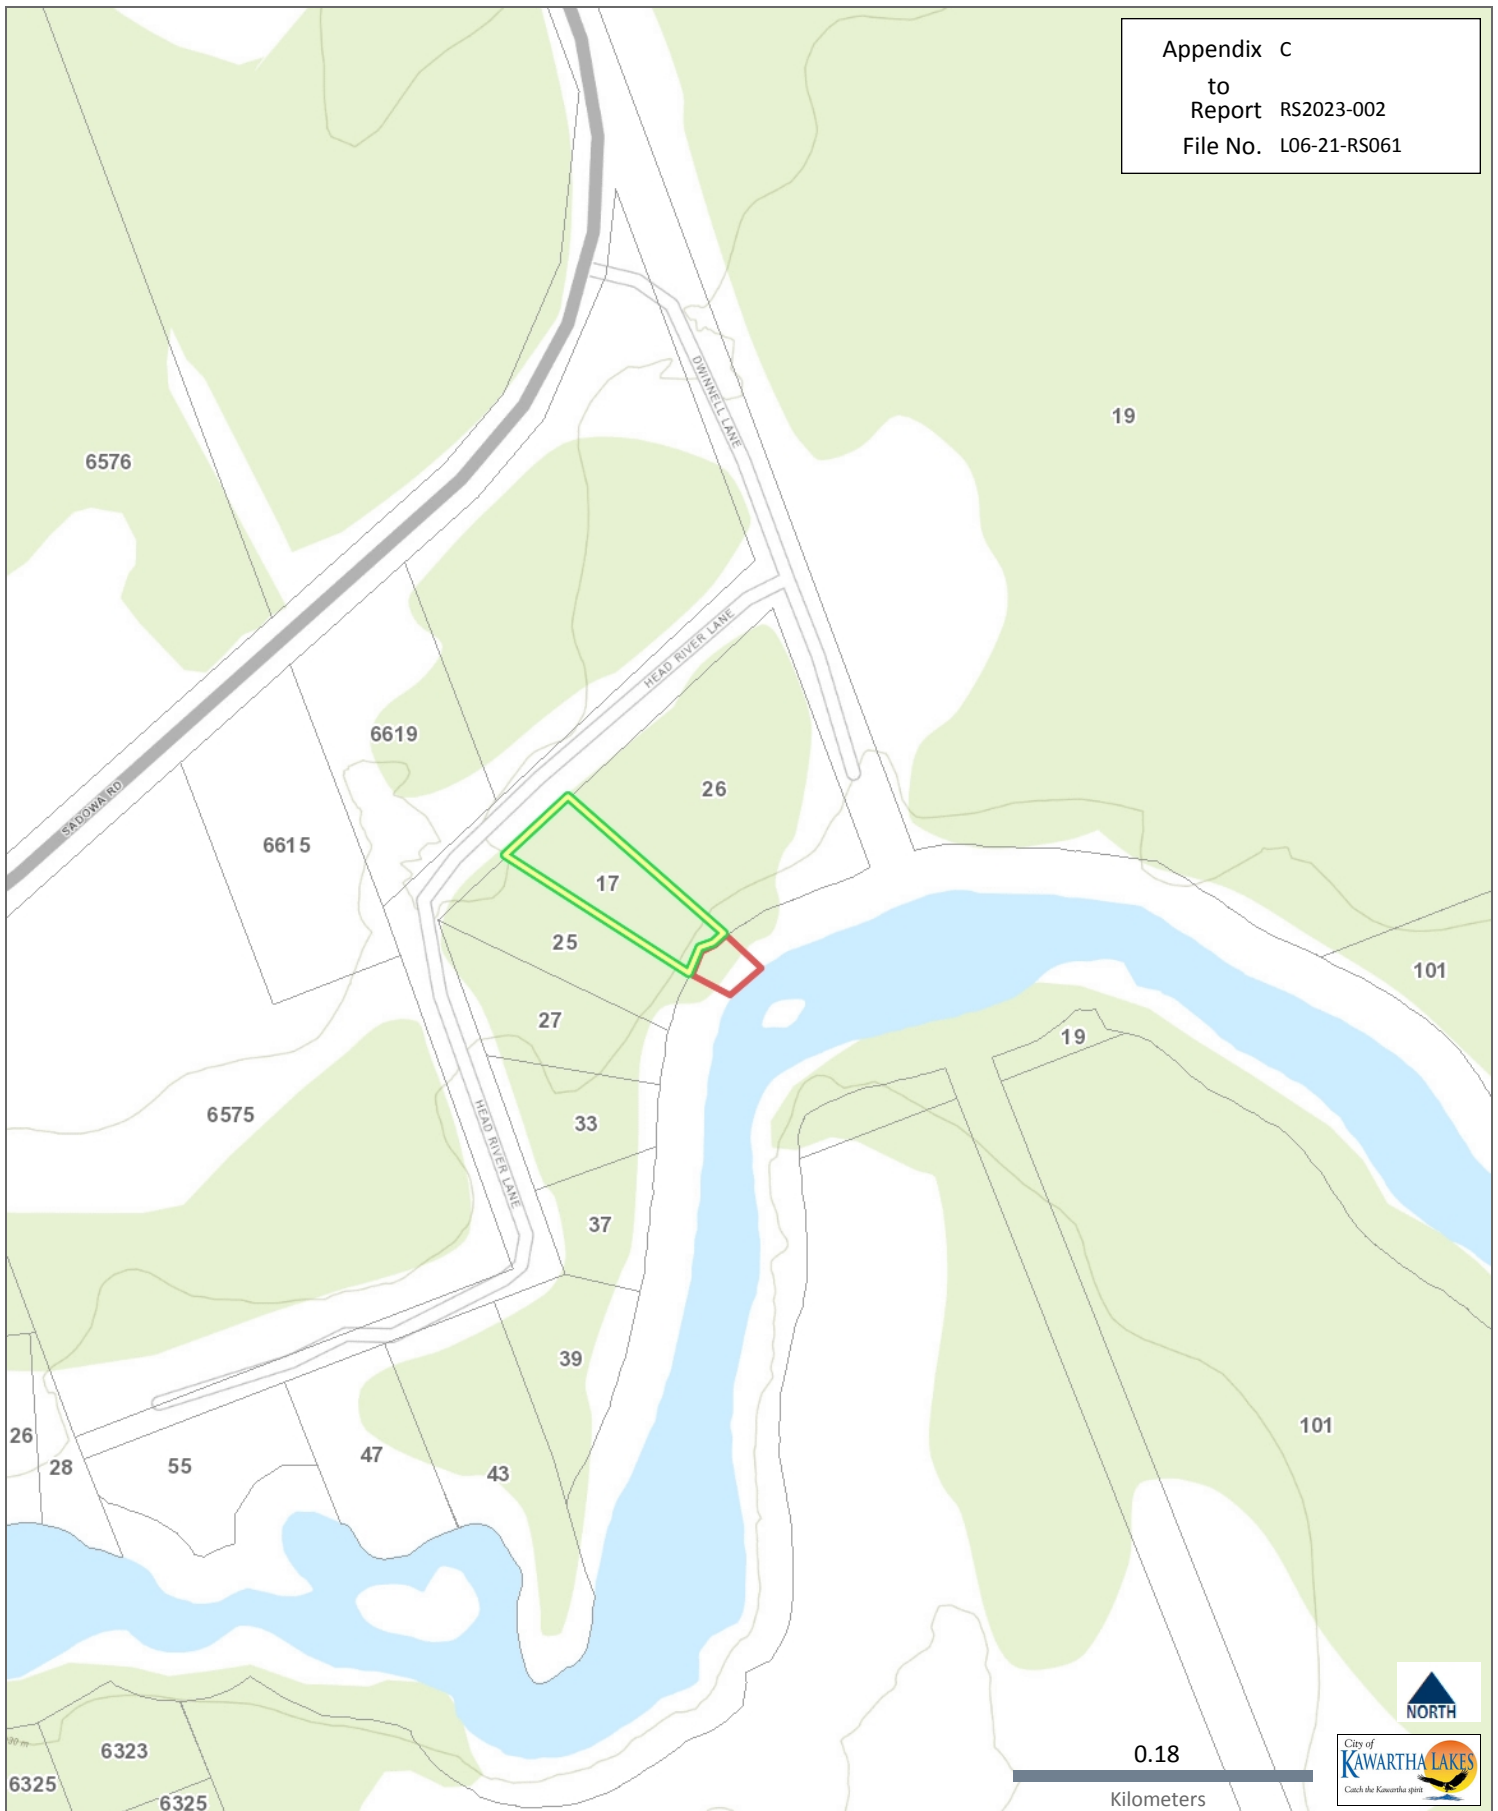 Appendix C
to
Report RS2023-002
File No. L06-21-RS061
DWINNELL LANE
19
6576
HEAD RIVER LANE
6619
SADOWA RD
26
6615
17
25
101
27
19
6575
33
HEAD RIVER LANE
37
39
101
26
28
55
47
43
NORTH
6323
6325
6325
0.18
Kilometers
City of
KAWARTHA LAKES
Catch the Kawartha spirit